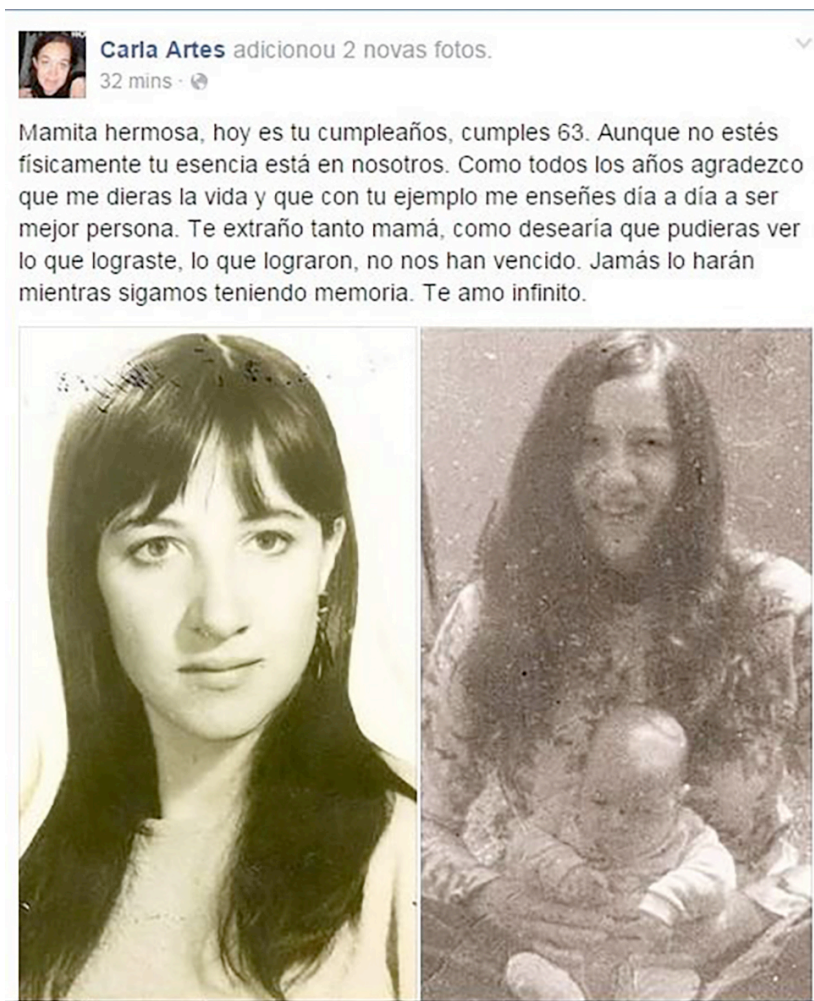 Carla Artes adicionou 2 novas fotos.
32 mins ·
Mamita hermosa, hoy es tu cumpleaños, cumples 63. Aunque no estés
físicamente tu esencia está en nosotros. Como todos los años agradezco
que me dieras la vida y que con tu ejemplo me enseñes día a día a ser
mejor persona. Te extraño tanto mamá, como desearía que pudieras ver
lo que lograste, lo que lograron, no nos han vencido. Jamás lo harán
mientras sigamos teniendo memoria. Te amo infinito.